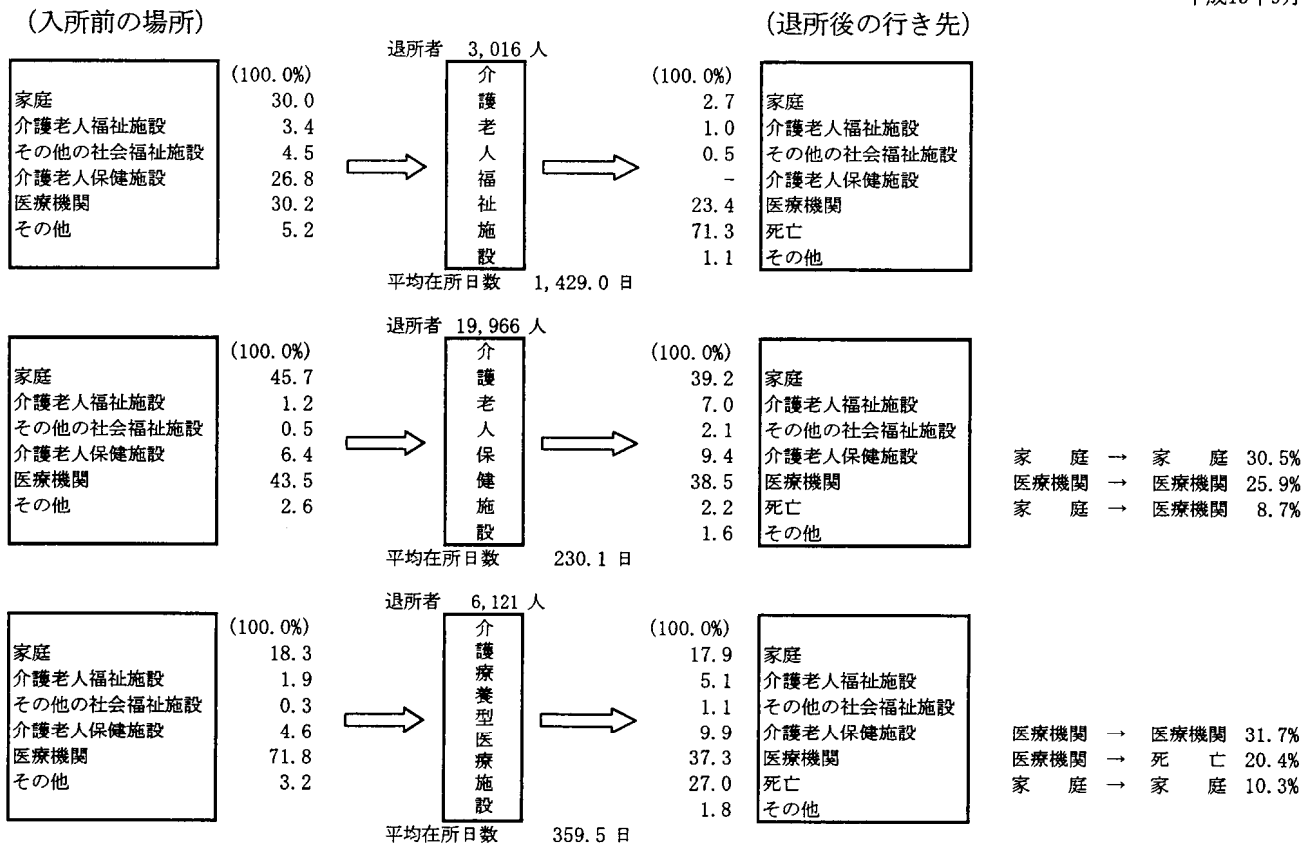 (入所前の場所) (退所後の行き先)
退所者 3,016 人
(100.0%) 介護老人福祉施設 (100.0%)
家庭 30.0 2.7 家庭
介護老人福祉施設 3.4 1.0 介護老人福祉施設
その他の社会福祉施設 4.5 0.5 その他の社会福祉施設
介護老人保健施設 26.8 - 介護老人保健施設
医療機関 30.2 23.4 医療機関
その他 5.2 71.3 死亡
1.1 その他
平均在所日数 1,429.0 日
退所者 19,966 人
(100.0%) 介護老人保健施設 (100.0%)
家庭 45.7 39.2 家庭
介護老人福祉施設 1.2 7.0 介護老人福祉施設
その他の社会福祉施設 0.5 2.1 その他の社会福祉施設
介護老人保健施設 6.4 9.4 介護老人保健施設 家庭 → 家庭 30.5%
医療機関 43.5 38.5 医療機関 医療機関 → 医療機関 25.9%
その他 2.6 2.2 死亡 家庭 → 医療機関 8.7%
1.6 その他
平均在所日数 230.1 日
退所者 6,121 人
(100.0%) 介護療養型医療施設 (100.0%)
家庭 18.3 17.9 家庭
介護老人福祉施設 1.9 5.1 介護老人福祉施設
その他の社会福祉施設 0.3 1.1 その他の社会福祉施設
介護老人保健施設 4.6 9.9 介護老人保健施設 医療機関 → 医療機関 31.7%
医療機関 71.8 37.3 医療機関 医療機関 → 死亡 20.4%
その他 3.2 27.0 死亡 家庭 → 家庭 10.3%
1.8 その他
平均在所日数 359.5 日